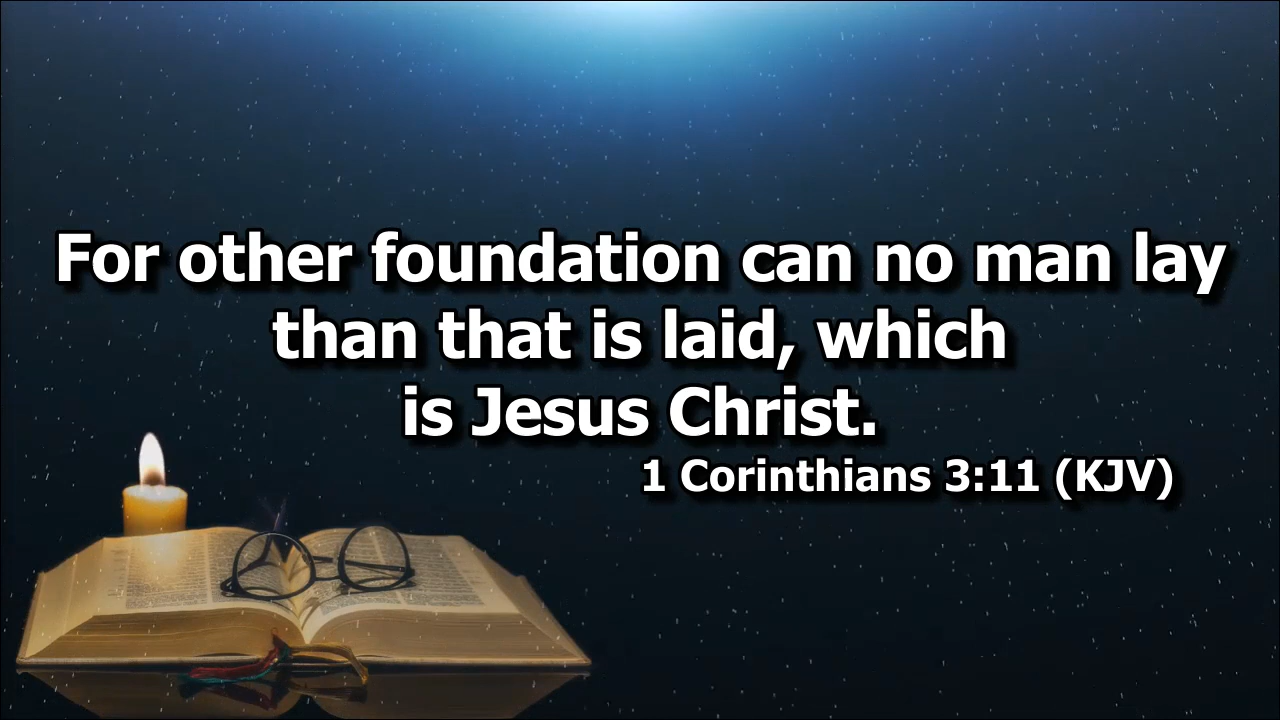 For other foundation can no man lay
than that is laid, which
is Jesus Christ.
1 Corinthians 3:11 (KJV)